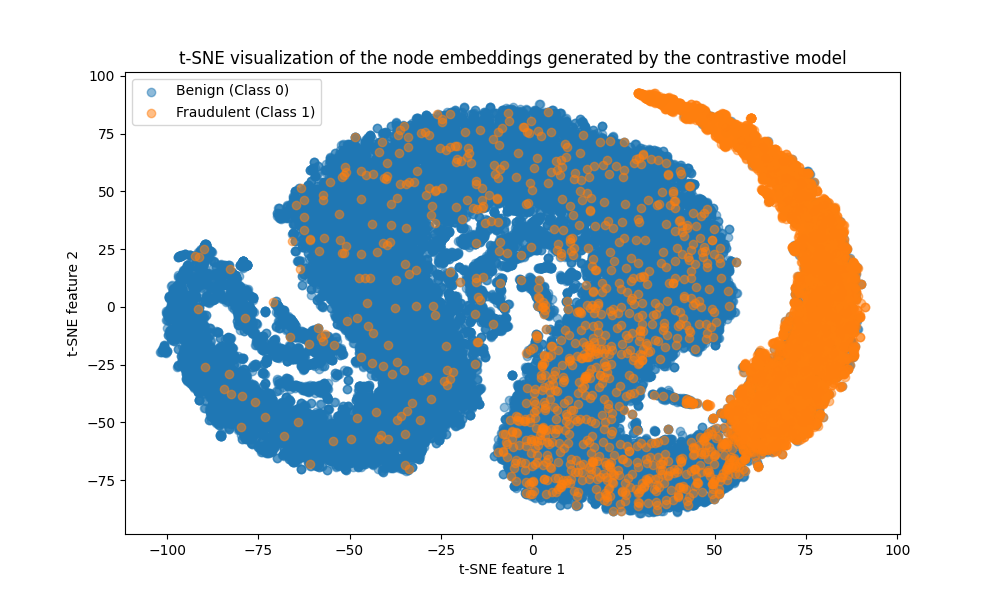 t-SNE visualization of the node embeddings generated by the contrastive model
Benign (Class 0)
Fraudulent (Class 1)
100
75
50
25
0
−25
−50
−75
t-SNE feature 2
−100 −75 −50 −25 0 25 50 75 100
t-SNE feature 1